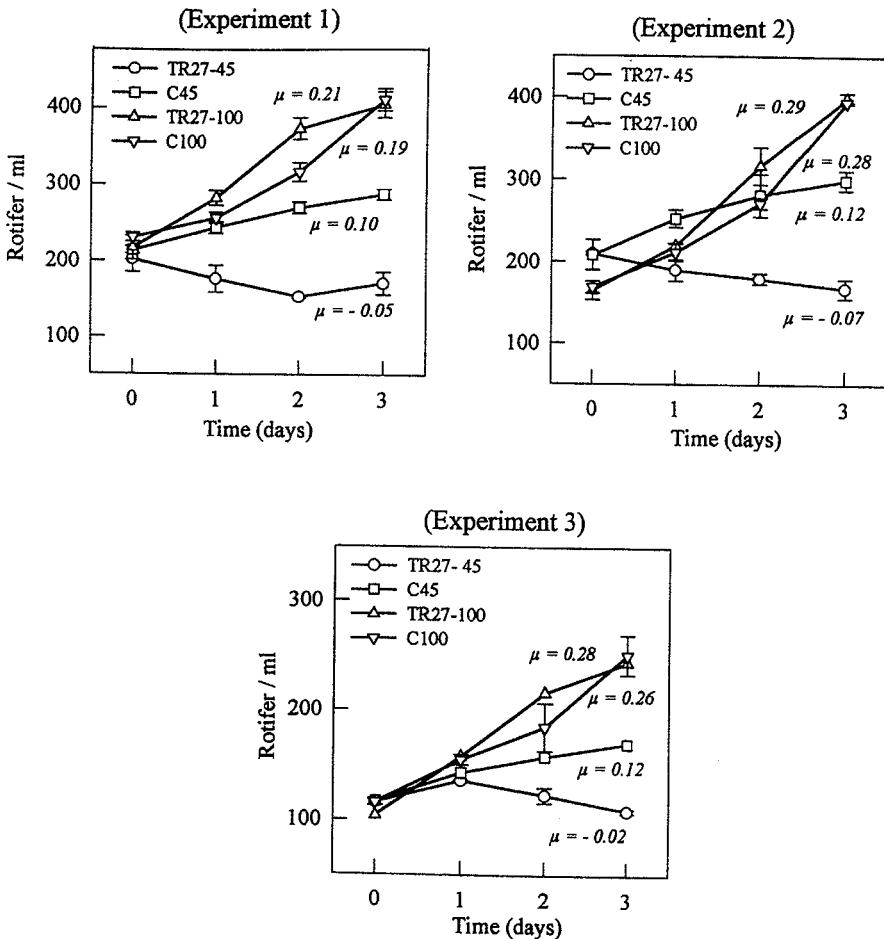 (Experiment 1)
TR27-45
C45
TR27-100
C100
μ = 0.21
μ = 0.19
μ = 0.10
μ = - 0.05
400
300
200
100
Rotifer / ml
0 1 2 3
Time (days)
(Experiment 2)
TR27- 45
C45
TR27-100
C100
μ = 0.29
μ = 0.28
μ = 0.12
μ = - 0.07
400
300
200
100
Rotifer / ml
0 1 2 3
Time (days)
(Experiment 3)
TR27- 45
C45
TR27-100
C100
μ = 0.28
μ = 0.26
μ = 0.12
μ = - 0.02
300
200
100
Rotifer / ml
0 1 2 3
Time (days)